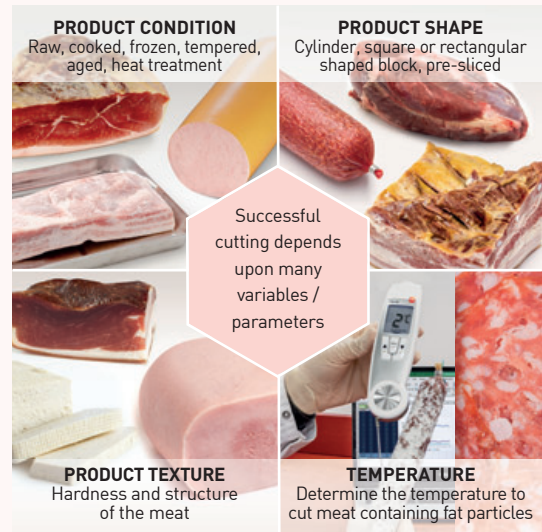 PRODUCT CONDITION
Raw, cooked, frozen, tempered,
aged, heat treatment
PRODUCT SHAPE
Cylinder, square or rectangular
shaped block, pre-sliced
Successful
cutting depends
upon many
variables /
parameters
PRODUCT TEXTURE
Hardness and structure
of the meat
TEMPERATURE
Determine the temperature to
cut meat containing fat particles